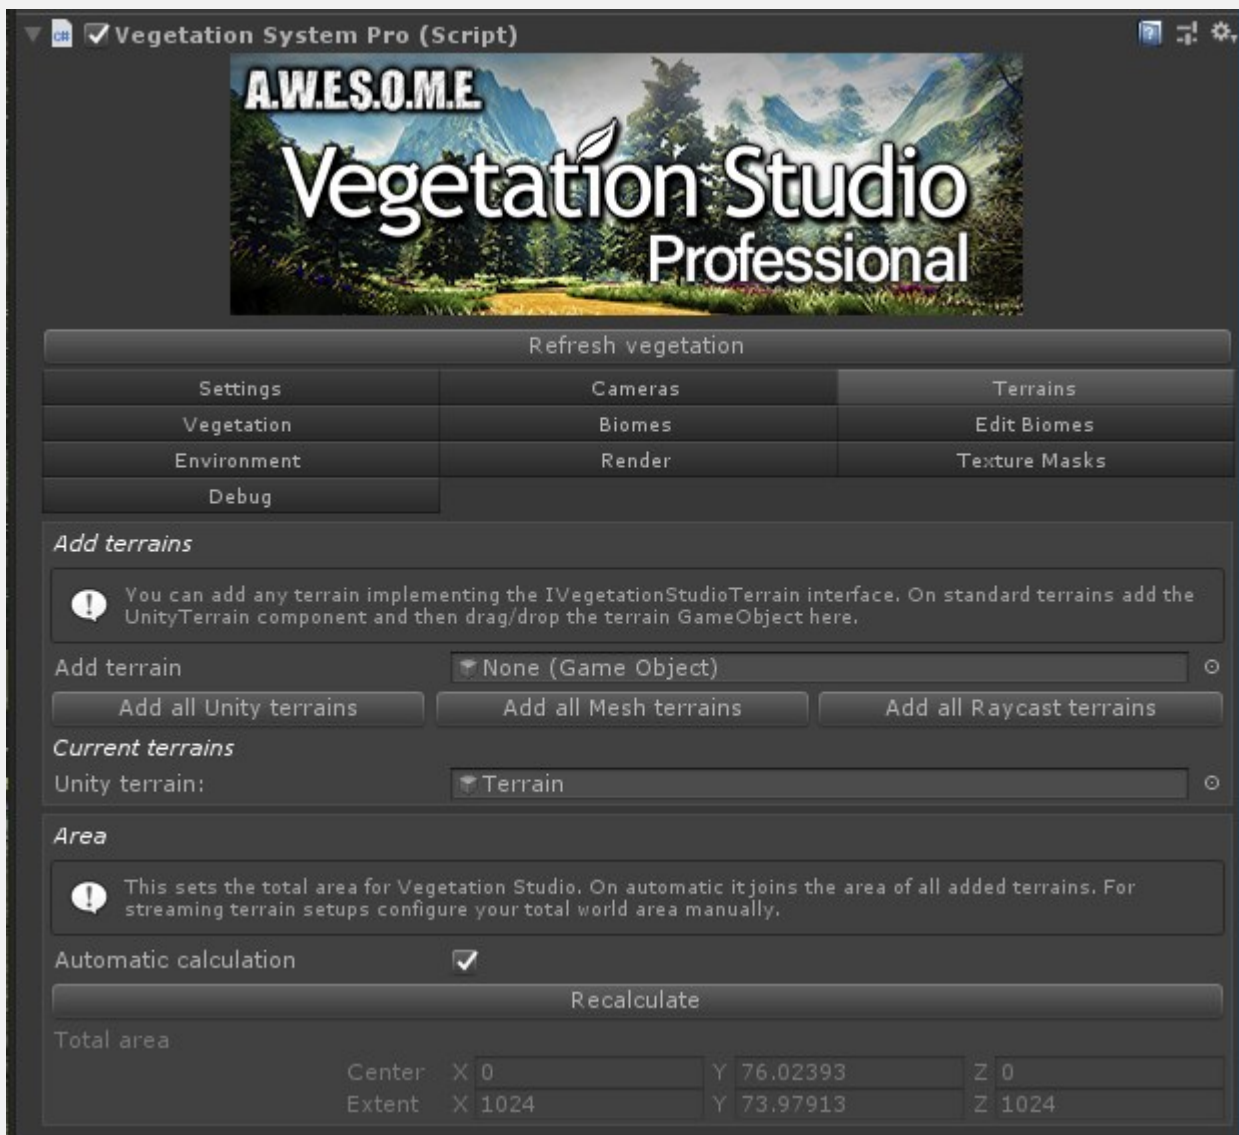 Vegetation System Pro (Script)
A.W.E.S.O.M.E.
Vegetation Studio
Professional
Refresh vegetation
Settings Cameras Terrains
Vegetation Biomes Edit Biomes
Environment Render Texture Masks
Debug
Add terrains
You can add any terrain implementing the IVegetationStudioTerrain interface. On standard terrains add the
UnityTerrain component and then drag/drop the terrain GameObject here.
Add terrain None (Game Object)
Add all Unity terrains Add all Mesh terrains Add all Raycast terrains
Current terrains
Unity terrain: Terrain
Area
This sets the total area for Vegetation Studio. On automatic it joins the area of all added terrains. For
streaming terrain setups configure your total world area manually.
Automatic calculation
Recalculate
Total area
Center X 0 Y 76.02393 Z 0
Extent X 1024 Y 73.97913 Z 1024